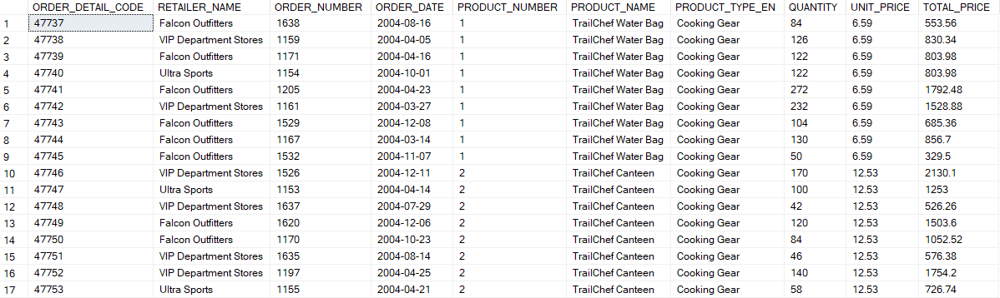 ORDER_DETAIL_CODE RETAILER_NAME ORDER_NUMBER ORDER_DATE PRODUCT_NUMBER PRODUCT_NAME PRODUCT_TYPE_EN QUANTITY UNIT_PRICE TOTAL_PRICE
1 47737 Falcon Outfitters 1638 2004-08-16 1 TrailChef Water Bag Cooking Gear 84 6.59 553.56
2 47738 VIP Department Stores 1159 2004-04-05 1 TrailChef Water Bag Cooking Gear 126 6.59 830.34
3 47739 Falcon Outfitters 1171 2004-04-16 1 TrailChef Water Bag Cooking Gear 122 6.59 803.98
4 47740 Ultra Sports 1154 2004-10-01 1 TrailChef Water Bag Cooking Gear 122 6.59 803.98
5 47741 Falcon Outfitters 1205 2004-04-23 1 TrailChef Water Bag Cooking Gear 272 6.59 1792.48
6 47742 VIP Department Stores 1161 2004-03-27 1 TrailChef Water Bag Cooking Gear 232 6.59 1528.88
7 47743 Falcon Outfitters 1529 2004-12-08 1 TrailChef Water Bag Cooking Gear 104 6.59 685.36
8 47744 Falcon Outfitters 1167 2004-03-14 1 TrailChef Water Bag Cooking Gear 130 6.59 856.7
9 47745 Falcon Outfitters 1532 2004-11-07 1 TrailChef Water Bag Cooking Gear 50 6.59 329.5
10 47746 VIP Department Stores 1526 2004-12-11 2 TrailChef Canteen Cooking Gear 170 12.53 2130.1
11 47747 Ultra Sports 1153 2004-04-14 2 TrailChef Canteen Cooking Gear 100 12.53 1253
12 47748 VIP Department Stores 1637 2004-07-29 2 TrailChef Canteen Cooking Gear 42 12.53 526.26
13 47749 Falcon Outfitters 1620 2004-12-06 2 TrailChef Canteen Cooking Gear 120 12.53 1503.6
14 47750 Falcon Outfitters 1170 2004-10-23 2 TrailChef Canteen Cooking Gear 84 12.53 1052.52
15 47751 VIP Department Stores 1635 2004-08-14 2 TrailChef Canteen Cooking Gear 46 12.53 576.38
16 47752 VIP Department Stores 1197 2004-04-25 2 TrailChef Canteen Cooking Gear 140 12.53 1754.2
17 47753 Ultra Sports 1155 2004-04-21 2 TrailChef Canteen Cooking Gear 58 12.53 726.74